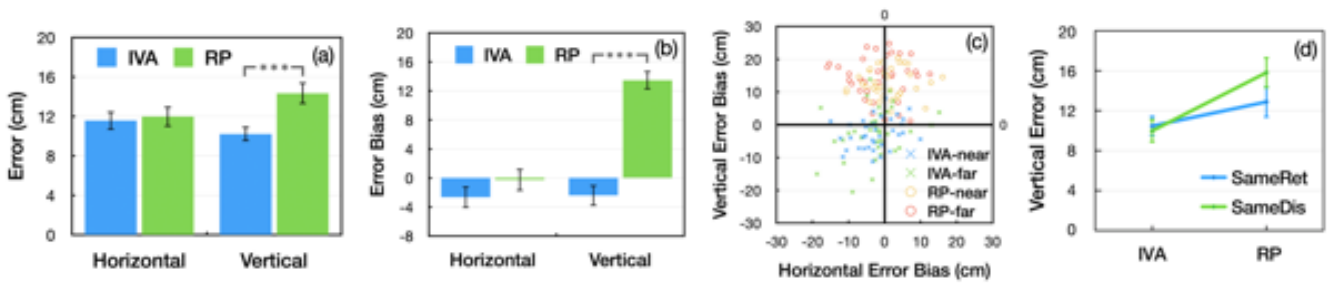 Error (cm)
20
16
12
8
4
0
IVA
RP
(a)
***
Horizontal
Vertical
Error Bias (cm)
20
16
12
8
4
0
-4
-8
IVA
RP
(b)
****
Horizontal
Vertical
Vertical Error Bias (cm)
0
30
20
10
0
-10
-20
-30
(c)
0
IVA-near
IVA-far
RP-near
RP-far
-30
-20
-10
0
10
20
30
Horizontal Error Bias (cm)
Vertical Error (cm)
20
16
12
8
4
0
(d)
SameRet
SameDis
IVA
RP